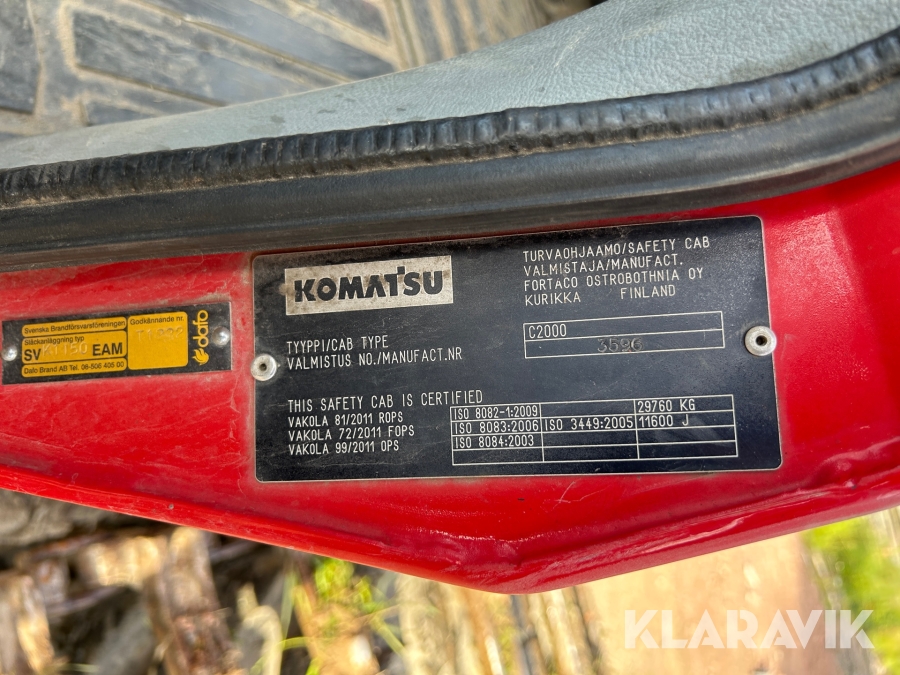 KOMATSU
TURVAOHJAAMO/SAFETY CAB
VALMISTAJA/MANUFACT.
FORTACO OSTROBOTHNIA OY
KURIKKA FINLAND
TYYPPI/CAB TYPE C2000
VALMISTUS NO./MANUFACT.NR 3596
THIS SAFETY CAB IS CERTIFIED
VAKOLA 81/2011 ROPS ISO 8082-1:2009 29760 KG
VAKOLA 72/2011 FOPS ISO 8083:2006 ISO 3449:2005 11600 J
VAKOLA 99/2011 OPS ISO 8084:2003
Svenska Brandförsvarsföreningen
Släckanläggning typ
SV EAM
Dafo Brand AB Tel. 08-506 405 00
Godkännande nr.
dafo
KLARAVIK